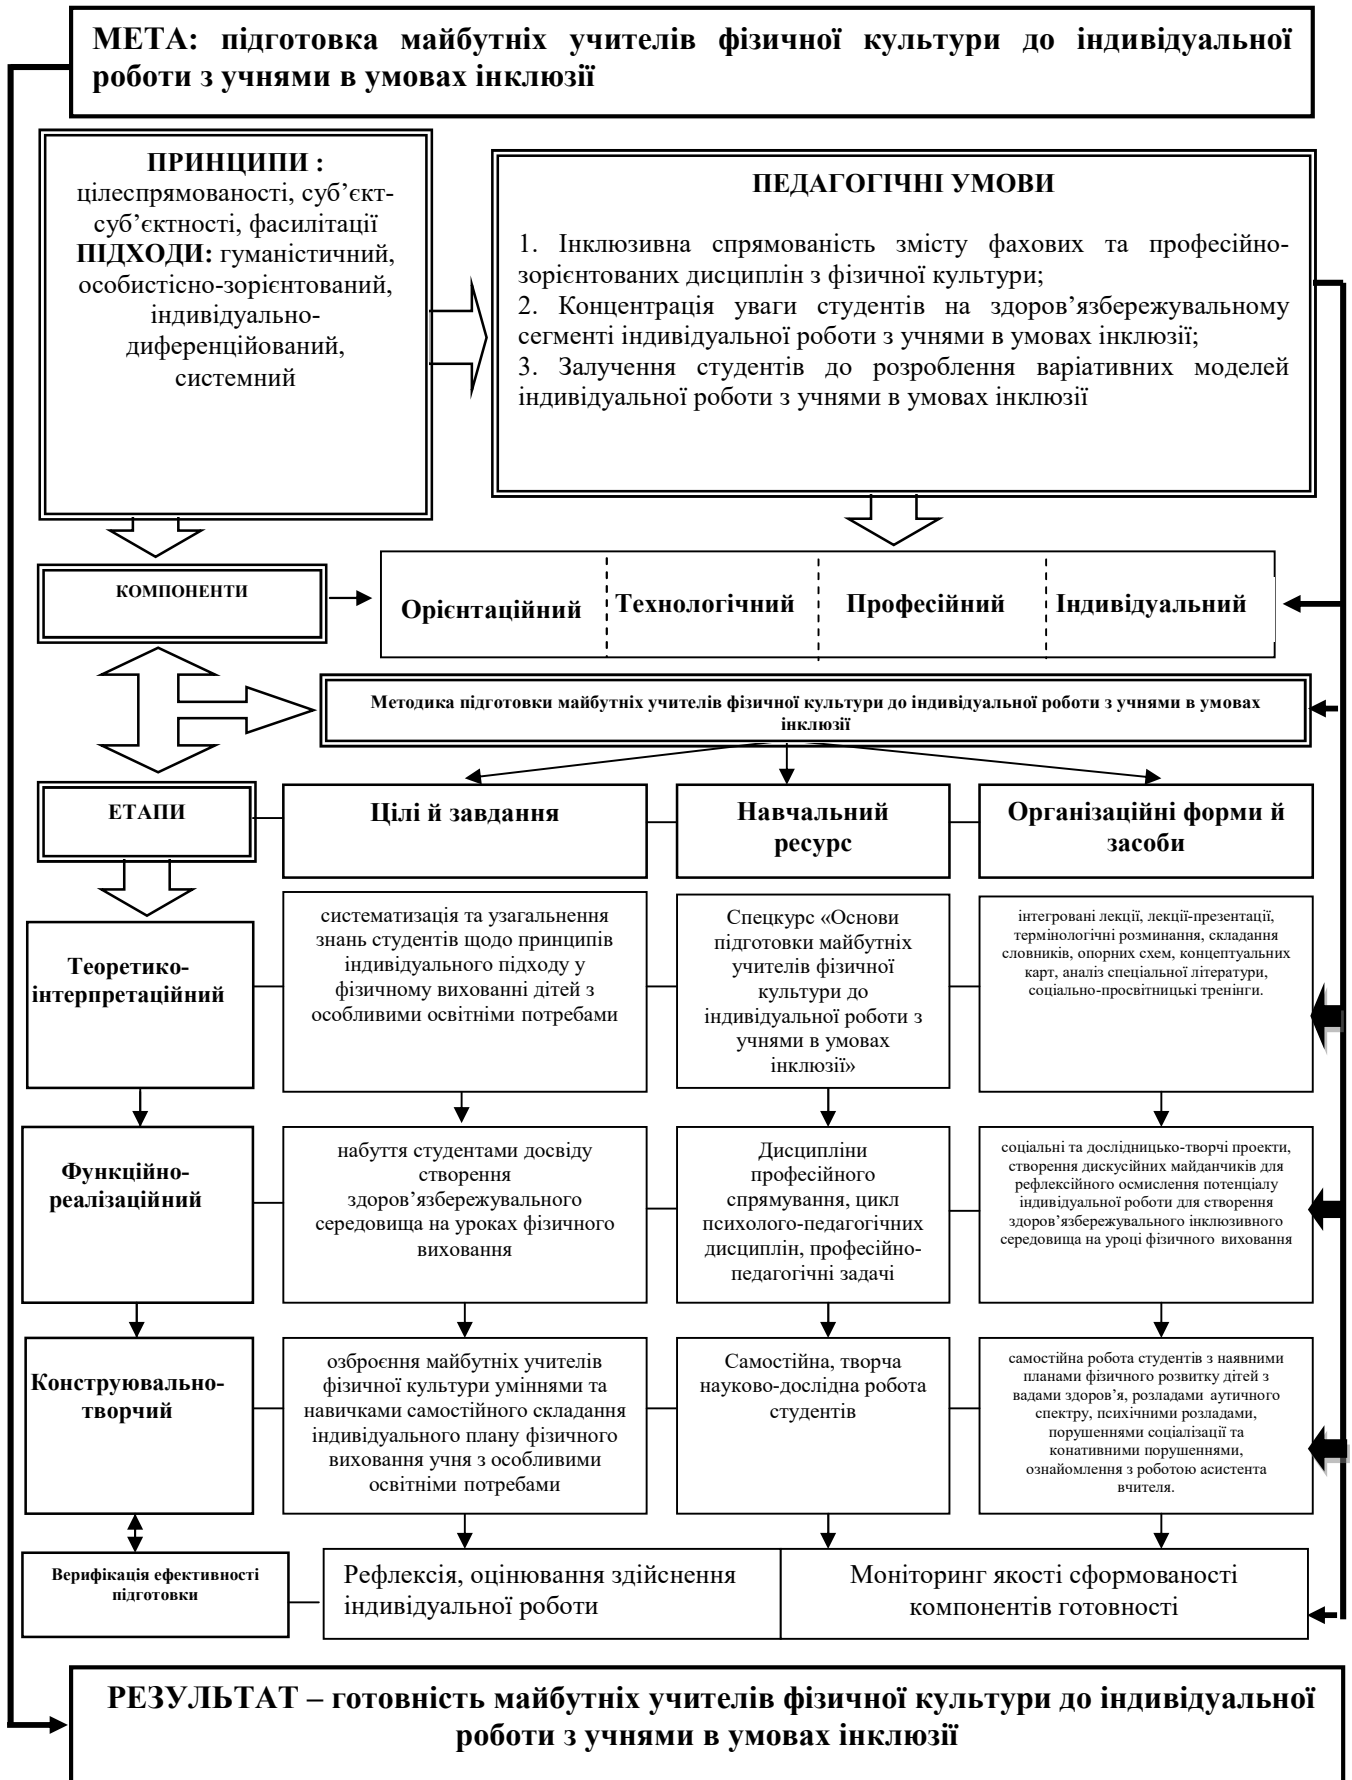 МЕТА: підготовка майбутніх учителів фізичної культури до індивідуальної
роботи з учнями в умовах інклюзії
ПРИНЦИПИ :
цілеспрямованості, суб’єкт-
суб’єктності, фасилітації
ПІДХОДИ: гуманістичний,
особистісно-зорієнтований,
індивідуально-
диференційований,
системний
ПЕДАГОГІЧНІ УМОВИ
1. Інклюзивна спрямованість змісту фахових та професійно-
зорієнтованих дисциплін з фізичної культури;
2. Концентрація уваги студентів на здоров’язбережувальному
сегменті індивідуальної роботи з учнями в умовах інклюзії;
3. Залучення студентів до розроблення варіативних моделей
індивідуальної роботи з учнями в умовах інклюзії
КОМПОНЕНТИ
Орієнтаційний
Технологічний
Професійний
Індивідуальний
Методика підготовки майбутніх учителів фізичної культури до індивідуальної роботи з учнями в умовах
інклюзії
ЕТАПИ
Цілі й завдання
Навчальний
ресурс
Організаційні форми й
засоби
Теоретико-
інтерпретаційний
систематизація та узагальнення
знань студентів щодо принципів
індивідуального підходу у
фізичному вихованні дітей з
особливими освітніми потребами
Спецкурс «Основи
підготовки майбутніх
учителів фізичної
культури до
індивідуальної роботи з
учнями в умовах
інклюзії»
інтегровані лекції, лекції-презентації,
термінологічні розминання, складання
словників, опорних схем, концептуальних
карт, аналіз спеціальної літератури,
соціально-просвітницькі тренінги.
Функційно-
реалізаційний
набуття студентами досвіду
створення
здоров’язбережувального
середовища на уроках фізичного
виховання
Дисципліни
професійного
спрямування, цикл
психолого-педагогічних
дисциплін, професійно-
педагогічні задачі
соціальні та дослідницько-творчі проекти,
створення дискусійних майданчиків для
рефлексійного осмислення потенціалу
індивідуальної роботи для створення
здоров’язбережувального інклюзивного
середовища на уроці фізичного виховання
Конструювально-
творчий
озброєння майбутніх учителів
фізичної культури уміннями та
навичками самостійного складання
індивідуального плану фізичного
виховання учня з особливими
освітніми потребами
Самостійна, творча
науково-дослідна робота
студентів
самостійна робота студентів з наявними
планами фізичного розвитку дітей з
вадами здоров’я, розладами аутичного
спектру, психічними розладами,
порушеннями соціалізації та
конативними порушеннями,
ознайомлення з роботою асистента
вчителя.
Верифікація ефективності
підготовки
Рефлексія, оцінювання здійснення
індивідуальної роботи
Моніторинг якості сформованості
компонентів готовності
РЕЗУЛЬТАТ – готовність майбутніх учителів фізичної культури до індивідуальної
роботи з учнями в умовах інклюзії